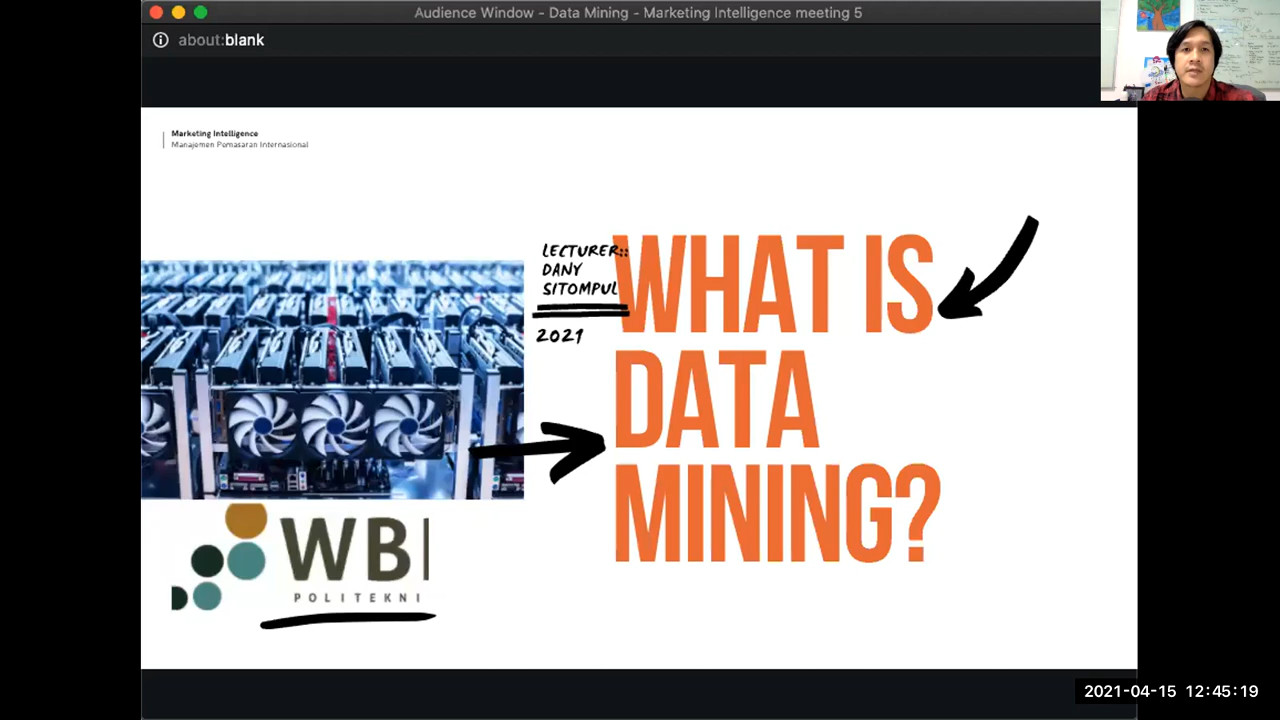 Audience Window - Data Mining - Marketing Intelligence meeting 5
about:blank
Marketing Intelligence
Manajemen Pemasaran Internasional
LECTURER::
DANY
SITOMPUL
2021
WHAT IS
DATA
MINING?
WBI
POLITEKNI
2021-04-15 12:45:19